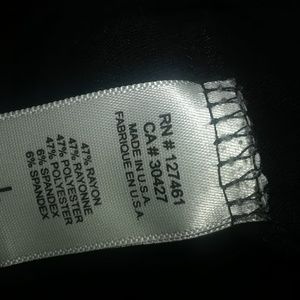 RN # 127461
CA# 30427
MADE IN U.S.A.
FABRIQUE EN U.S.A.
47% RAYON
47% RAYONNE
47% POLYESTER
47% POLYESTER
6% SPANDEX
6% SPANDEX